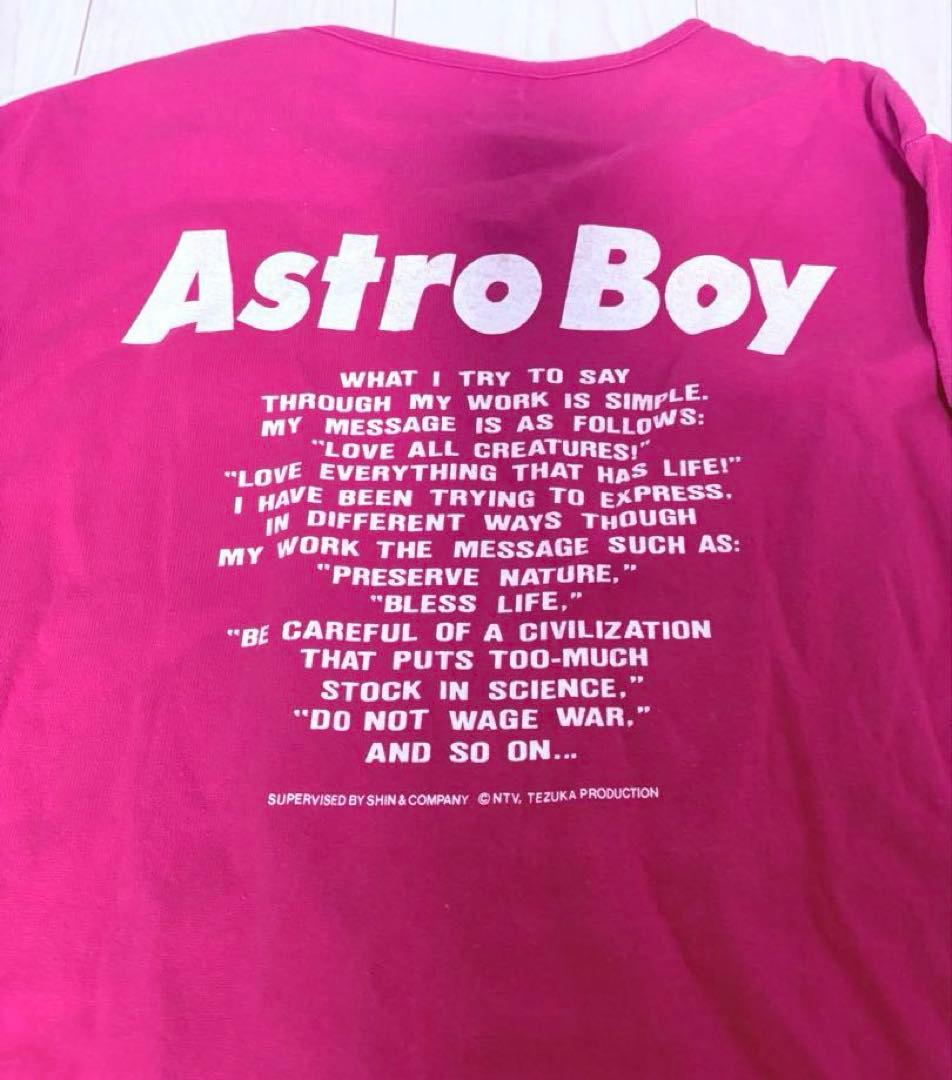 Astro Boy
WHAT I TRY TO SAY
THROUGH MY WORK IS SIMPLE.
MY MESSAGE IS AS FOLLOWS:
"LOVE ALL CREATURES!"
"LOVE EVERYTHING THAT HAS LIFE!"
I HAVE BEEN TRYING TO EXPRESS,
IN DIFFERENT WAYS THOUGH
MY WORK THE MESSAGE SUCH AS:
"PRESERVE NATURE,"
"BLESS LIFE,"
"BE CAREFUL OF A CIVILIZATION
THAT PUTS TOO-MUCH
STOCK IN SCIENCE,"
"DO NOT WAGE WAR,"
AND SO ON...
SUPERVISED BY SHIN & COMPANY ©NTV, TEZUKA PRODUCTION